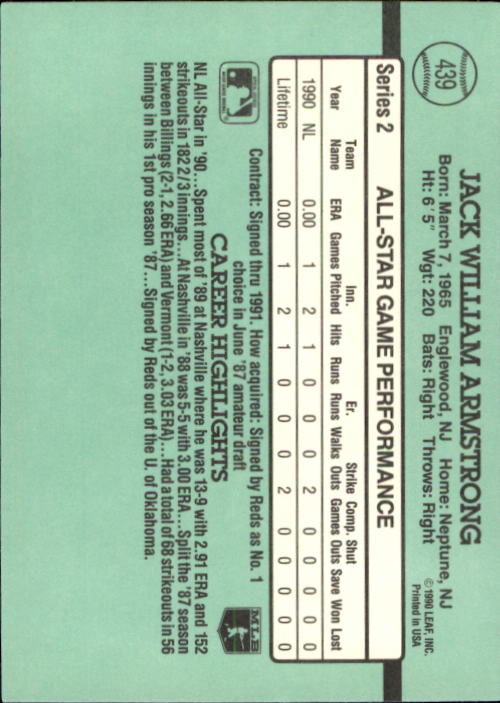 439
JACK WILLIAM ARMSTRONG
Born: March 7, 1965 Englewood, NJ Home: Neptune, NJ
Ht: 6' 5" Wgt: 220 Bats: Right Throws: Right
©1990 LEAF, INC.
Printed in USA
Series 2 ALL-STAR GAME PERFORMANCE
Team Inn. Er. Strike Comp. Shut
Year Name ERA Games Pitched Hits Runs Runs Walks Outs Games Outs Save Won Lost
1990 NL 0.00 1 2 1 0 0 0 2 0 0 0 0 0
Lifetime 0.00 1 2 1 0 0 0 2 0 0 0 0 0
Contract: Signed thru 1991. How acquired: Signed by Reds as No. 1
choice in June '87 amateur draft
MLB
CAREER HIGHLIGHTS
NL All-Star in '90...Spent most of '89 at Nashville where he was 13-9 with 2.91 ERA and 152
strikeouts in 182 2/3 innings...At Nashville in '88 was 5-5 with 3.00 ERA...Split the '87 season
between Billings (2-1, 2.66 ERA) and Vermont (1-2, 3.03 ERA)...Had a total of 68 strikeouts in 56
innings in his 1st pro season '87...Signed by Reds out of the U. of Oklahoma.